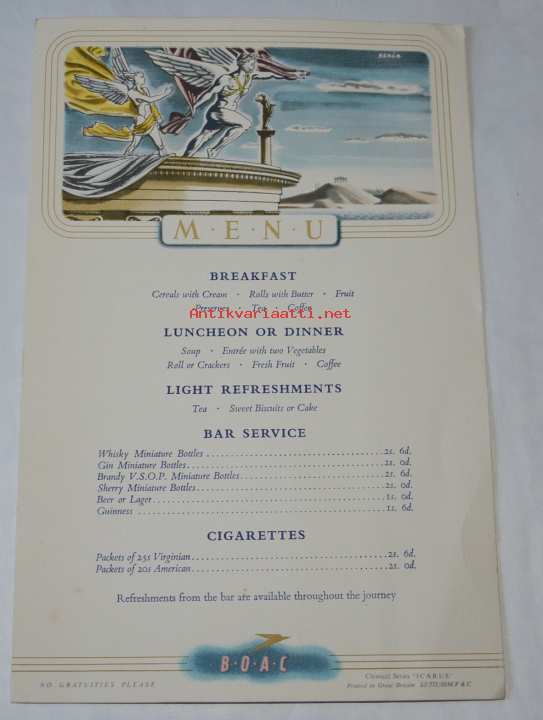 BENÉR
M·E·N·U
BREAKFAST
Cereals with Cream · Rolls with Butter · Fruit
Preserves · Tea · Coffee
Antikvariaatti.net
LUNCHEON OR DINNER
Soup · Entrée with two Vegetables
Roll or Crackers · Fresh Fruit · Coffee
LIGHT REFRESHMENTS
Tea · Sweet Biscuits or Cake
BAR SERVICE
Whisky Miniature Bottles 2s. 6d.
Gin Miniature Bottles 2s. 0d.
Brandy V.S.O.P. Miniature Bottles 2s. 6d.
Sherry Miniature Bottles 2s. 0d.
Beer or Lager 1s. 0d.
Guinness 1s. 6d.
CIGARETTES
Packets of 25s Virginian 2s. 6d.
Packets of 20s American 2s. 0d.
Refreshments from the bar are available throughout the journey
B·O·A·C
NO GRATUITIES PLEASE
Classical Series "ICARUS"
Printed in Great Britain